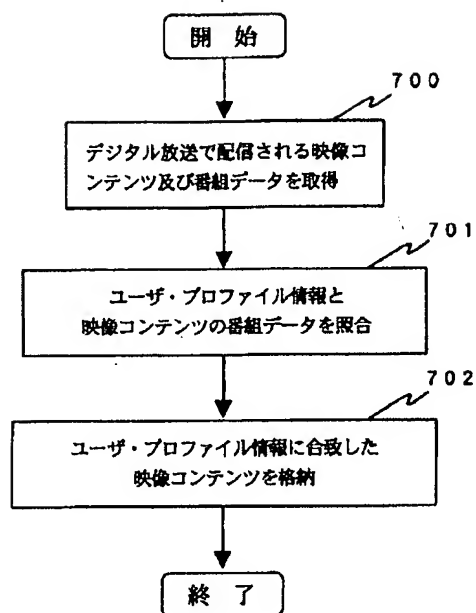 開 始
700
デジタル放送で配信される映像コ
ンテンツ及び番組データを取得
701
ユーザ・プロファイル情報と
映像コンテンツの番組データを照合
702
ユーザ・プロファイル情報に合致した
映像コンテンツを格納
終 了